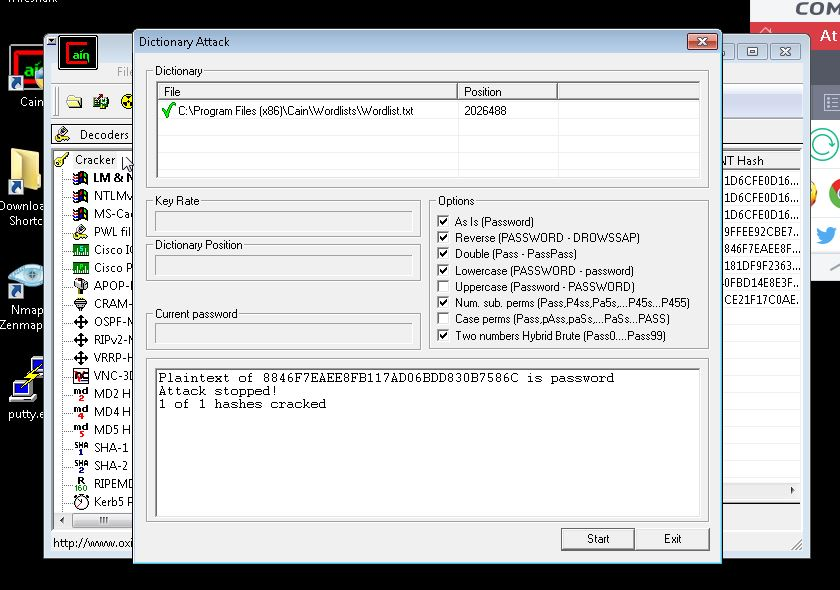 COM
Dictionary Attack
At
Cain
File
Dictionary
File Position
C:\Program Files (x86)\Cain\Wordlists\Wordlist.txt 2026488
Decoders
Cracker
NT Hash
LM & N
1D6CFE0D16...
NTLMv
1D6CFE0D16...
MS-Ca
1D6CFE0D16...
PWL fil
9FFEE92CBE7...
Cisco IO
846F7EAEE8F...
Cisco P
181DF9F2363...
APOP-
0FBD14E8E3F...
CRAM-
CE21F17C0AE...
OSPF-M
RIPv2-M
VRRP-H
VNC-3D
MD2 H
MD4 H
MD5 H
SHA-1
SHA-2
RIPEMD
Kerb5 P
Downloa
Shortc
Nmap
Zenmap
putty.e
Key Rate
Dictionary Position
Current password
Options
As Is (Password)
Reverse (PASSWORD - DROWSSAP)
Double (Pass - PassPass)
Lowercase (PASSWORD - password)
Uppercase (Password - PASSWORD)
Num. sub. perms (Pass,P4ss,Pa5s,...P45s...P455)
Case perms (Pass,pAss,paSs,...PaSs...PASS)
Two numbers Hybrid Brute (Pass0....Pass99)
Plaintext of 8846F7EAEE8FB117AD06BDD830B7586C is password
Attack stopped!
1 of 1 hashes cracked
Start Exit
http://www.oxi